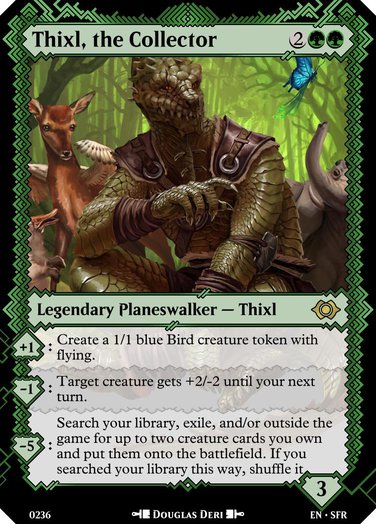 Thixl, the Collector 2
Legendary Planeswalker — Thixl
+1: Create a 1/1 blue Bird creature token with
flying.
−1: Target creature gets +2/-2 until your next
turn.
Search your library, exile, and/or outside the
game for up to two creature cards you own
−5: and put them onto the battlefield. If you
searched your library this way, shuffle it.
3
0236 Douglas Deri EN • SFR